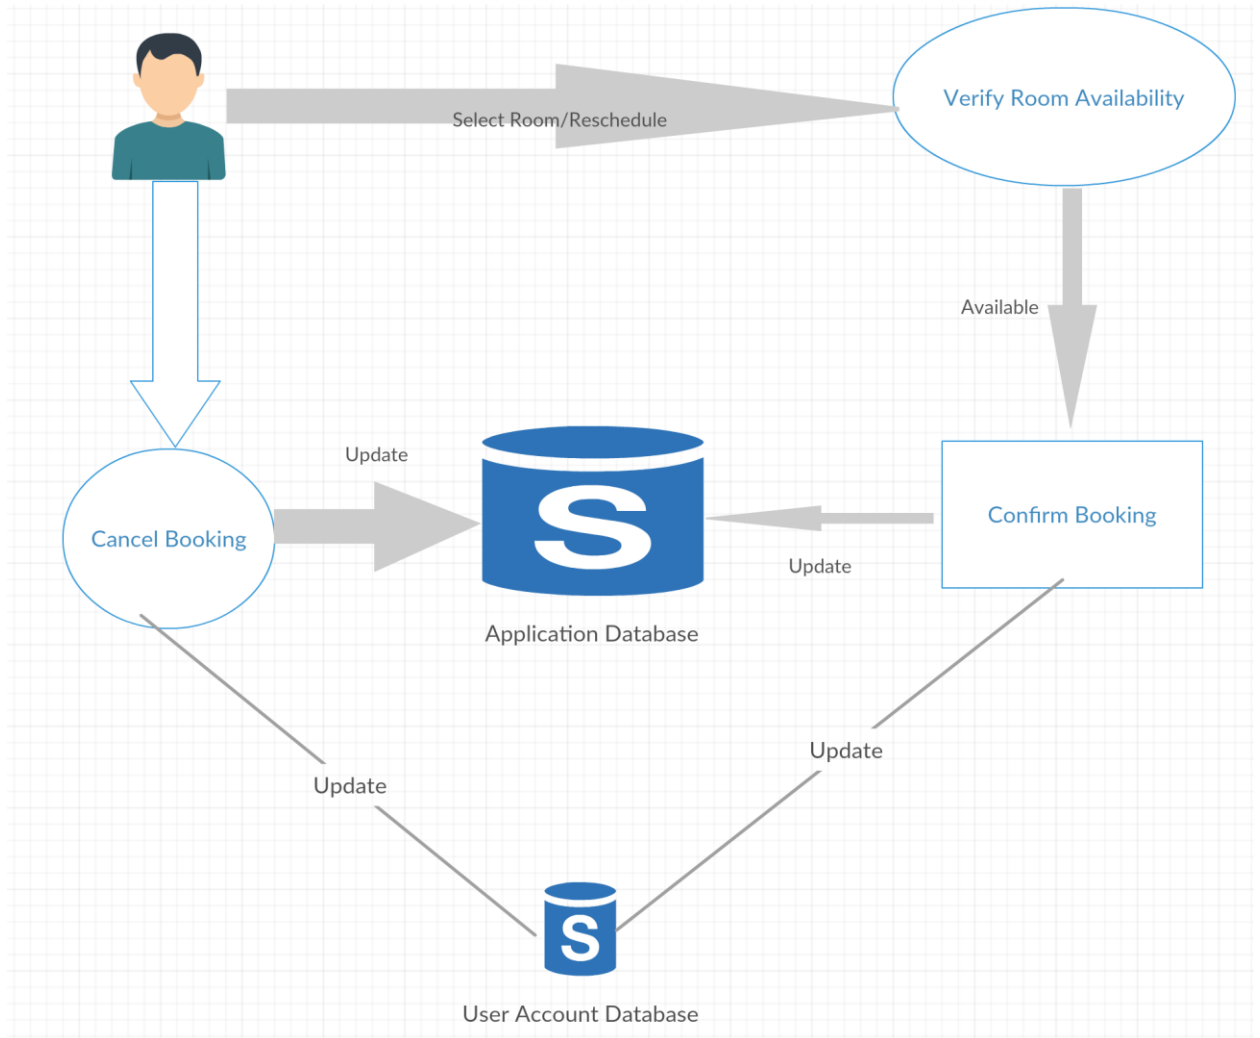 Select Room/Reschedule
Verify Room Availability
Available
Update
S
Cancel Booking
Confirm Booking
Update
Application Database
Update
Update
S
User Account Database